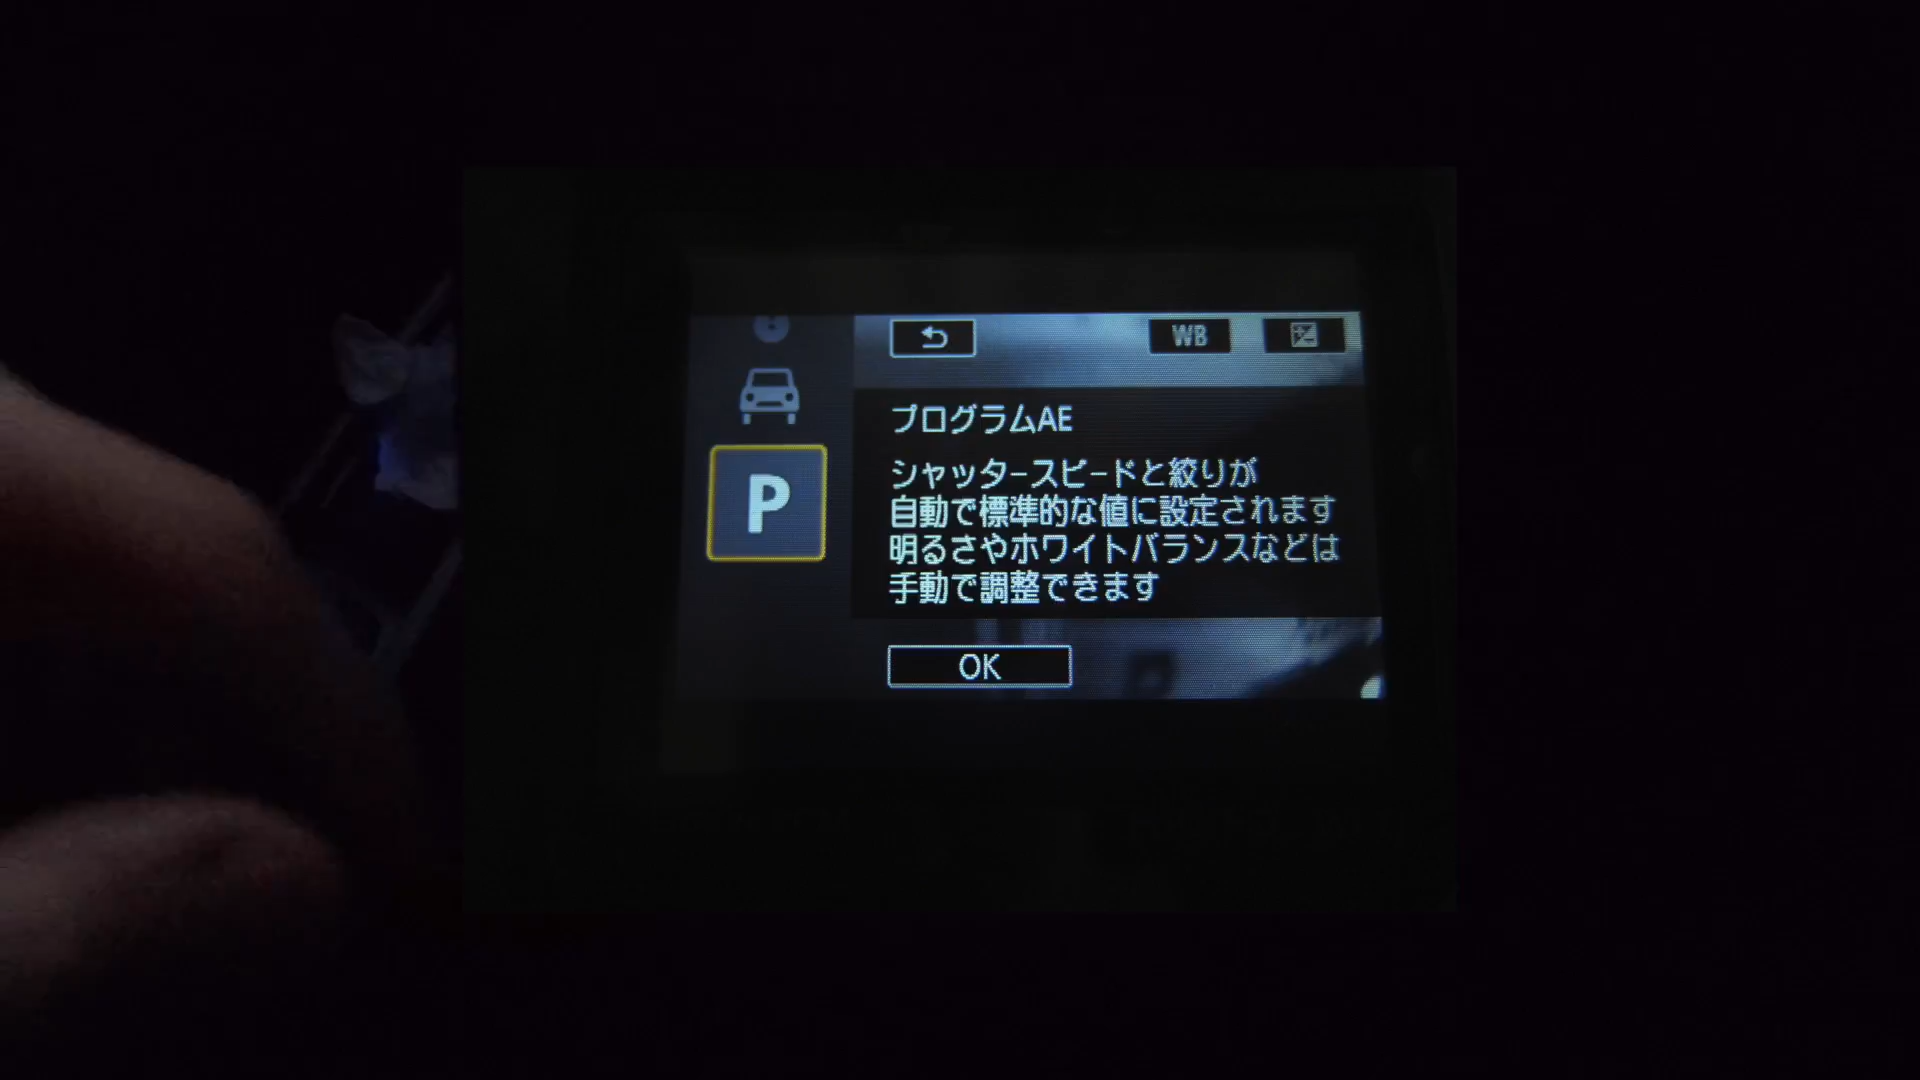 WB
プログラムAE
P
シャッタースピードと絞りが
自動で標準的な値に設定されます
明るさやホワイトバランスなどは
手動で調整できます
OK